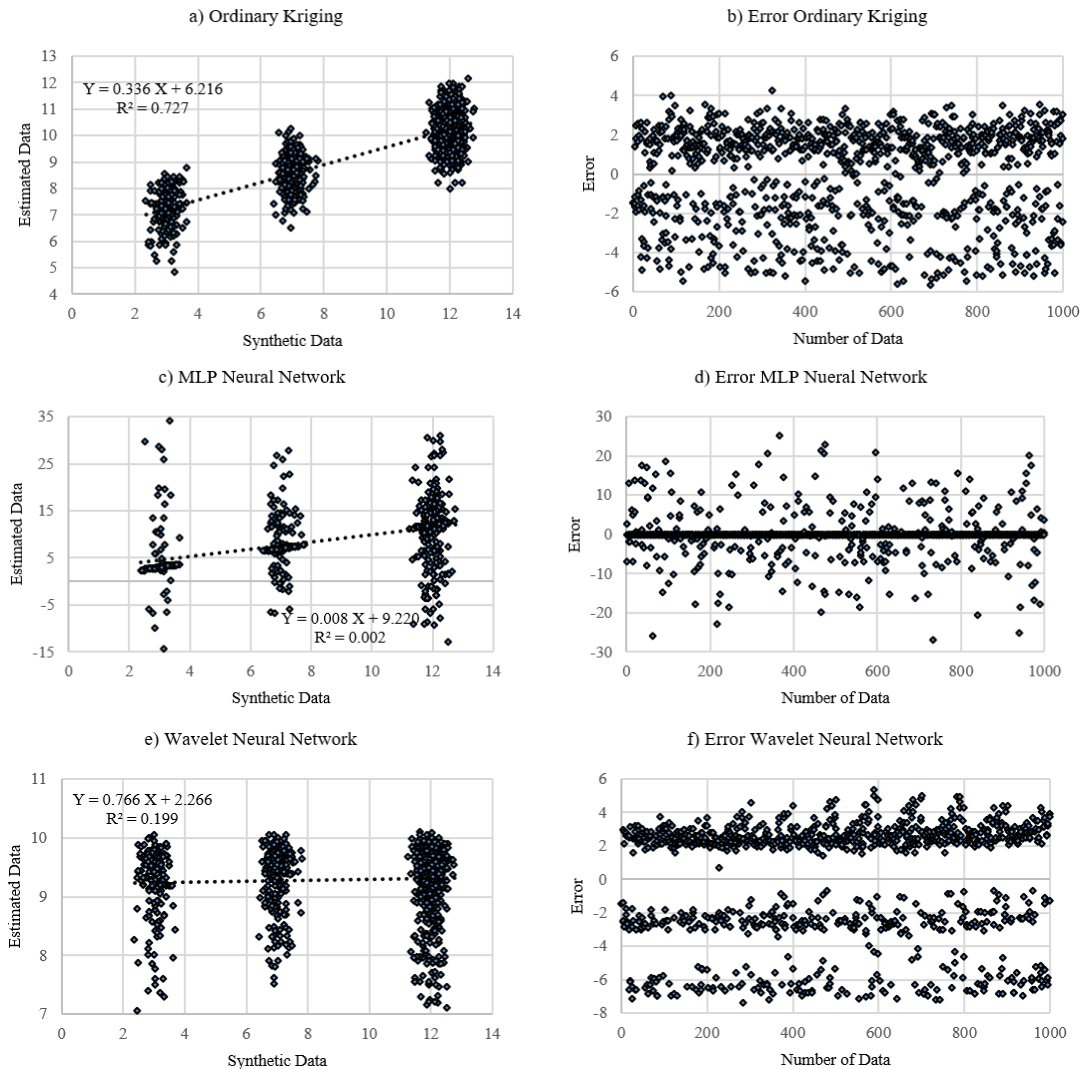 a) Ordinary Kriging
13
12
11
10
9
8
7
6
5
4
Y = 0.336 X + 6.216
R² = 0.727
Estimated Data
0 2 4 6 8 10 12 14
Synthetic Data
b) Error Ordinary Kriging
6
4
2
0
-2
-4
-6
Error
0 200 400 600 800 1000
Number of Data
c) MLP Neural Network
35
25
15
5
-5
-15
Y = 0.008 X + 9.220
R² = 0.002
Estimated Data
0 2 4 6 8 10 12 14
Synthetic Data
d) Error MLP Nueral Network
30
20
10
0
-10
-20
-30
Error
0 200 400 600 800 1000
Number of Data
e) Wavelet Neural Network
11
10
9
8
7
Y = 0.766 X + 2.266
R² = 0.199
Estimated Data
0 2 4 6 8 10 12 14
Synthetic Data
f) Error Wavelet Neural Network
6
4
2
0
-2
-4
-6
-8
Error
0 200 400 600 800 1000
Number of Data